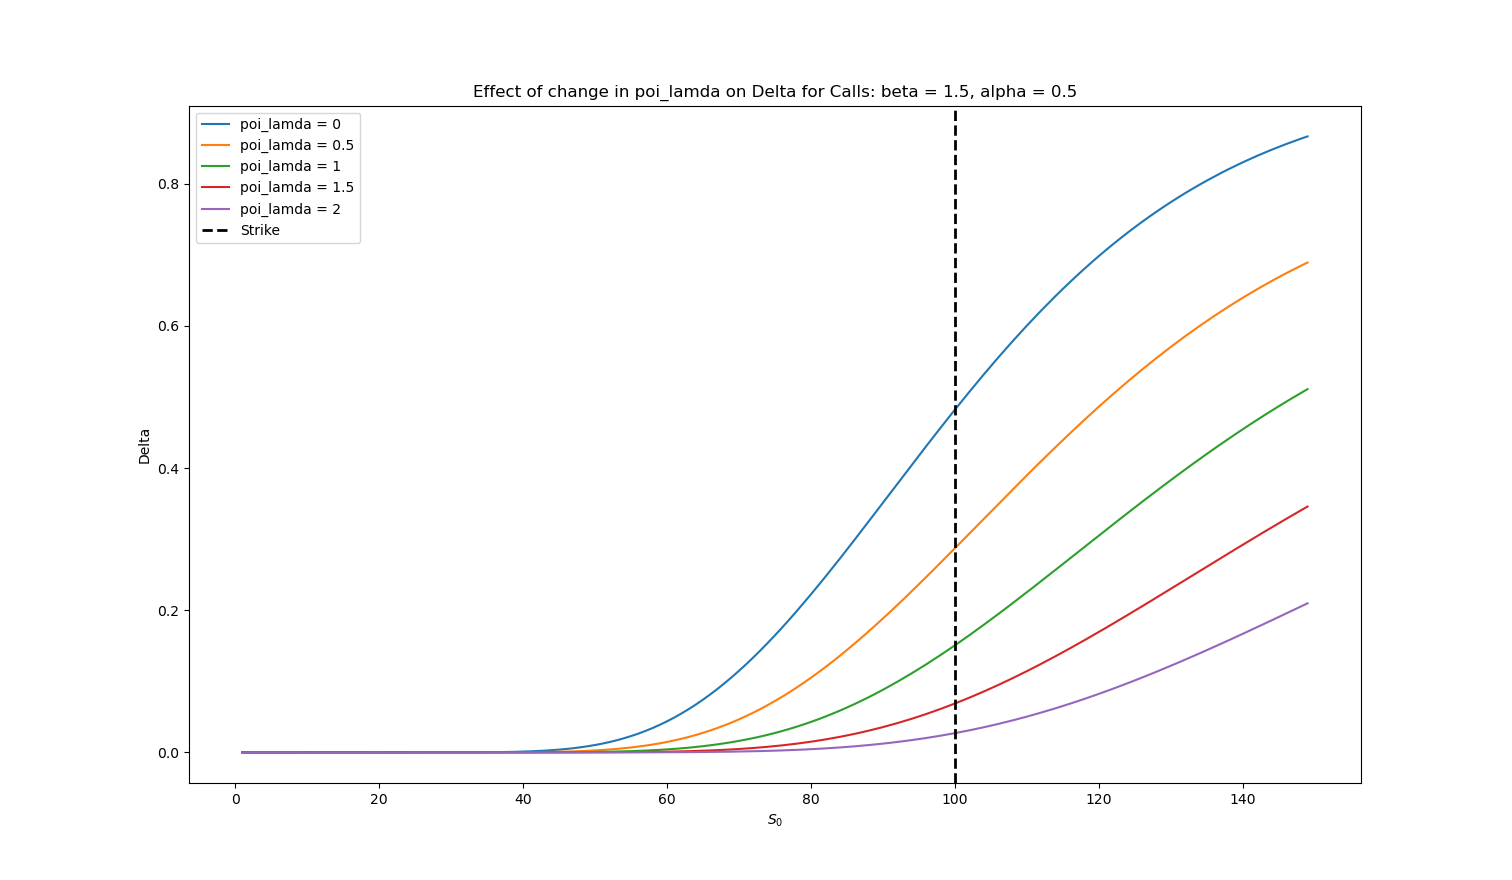 Effect of change in poi_lamda on Delta for Calls: beta = 1.5, alpha = 0.5
poi_lamda = 0
poi_lamda = 0.5
poi_lamda = 1
poi_lamda = 1.5
poi_lamda = 2
Strike
Delta
0.8
0.6
0.4
0.2
0.0
0 20 40 60 80 100 120 140
S₀